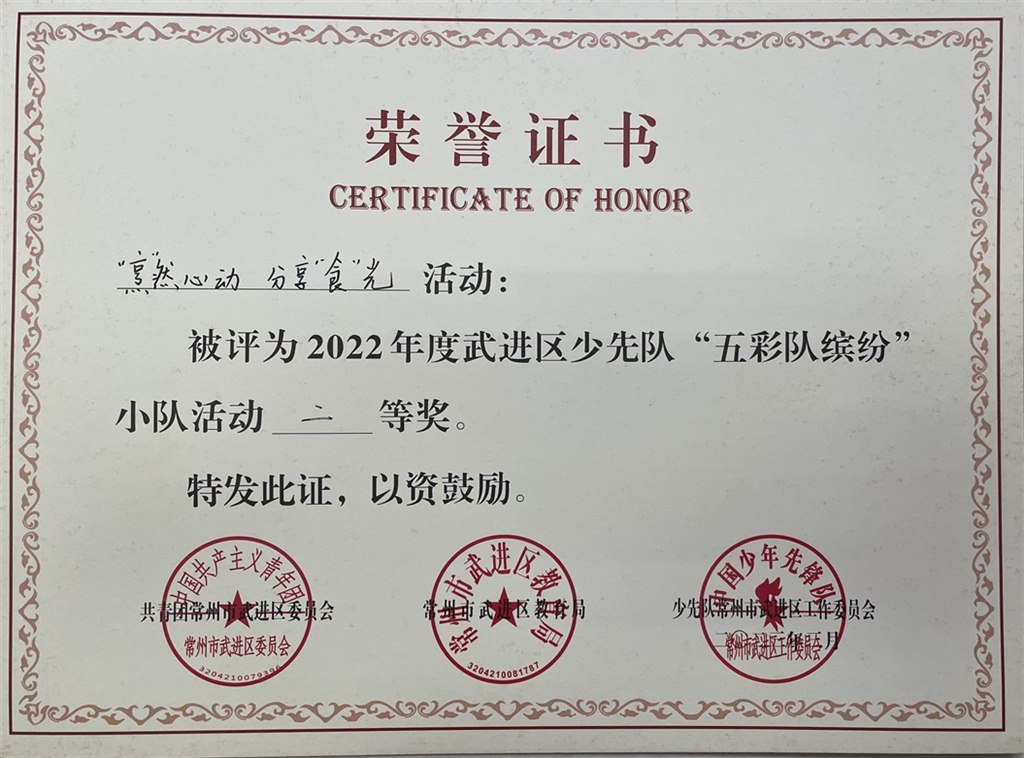 荣誉证书
CERTIFICATE OF HONOR
“烹”然心动 分享“食”光 活动：
被评为2022年度武进区少先队“五彩队缤纷”
小队活动 二 等奖。
特发此证，以资鼓励。
中国共产主义青年团
共青团常州市武进区委员会
常州市武进区委员会
常州市武进区教育局
常州市武进区教育局
3204210081787
中国少年先锋队
少先队常州市武进区工作委员会
常州市武进区工作委员会